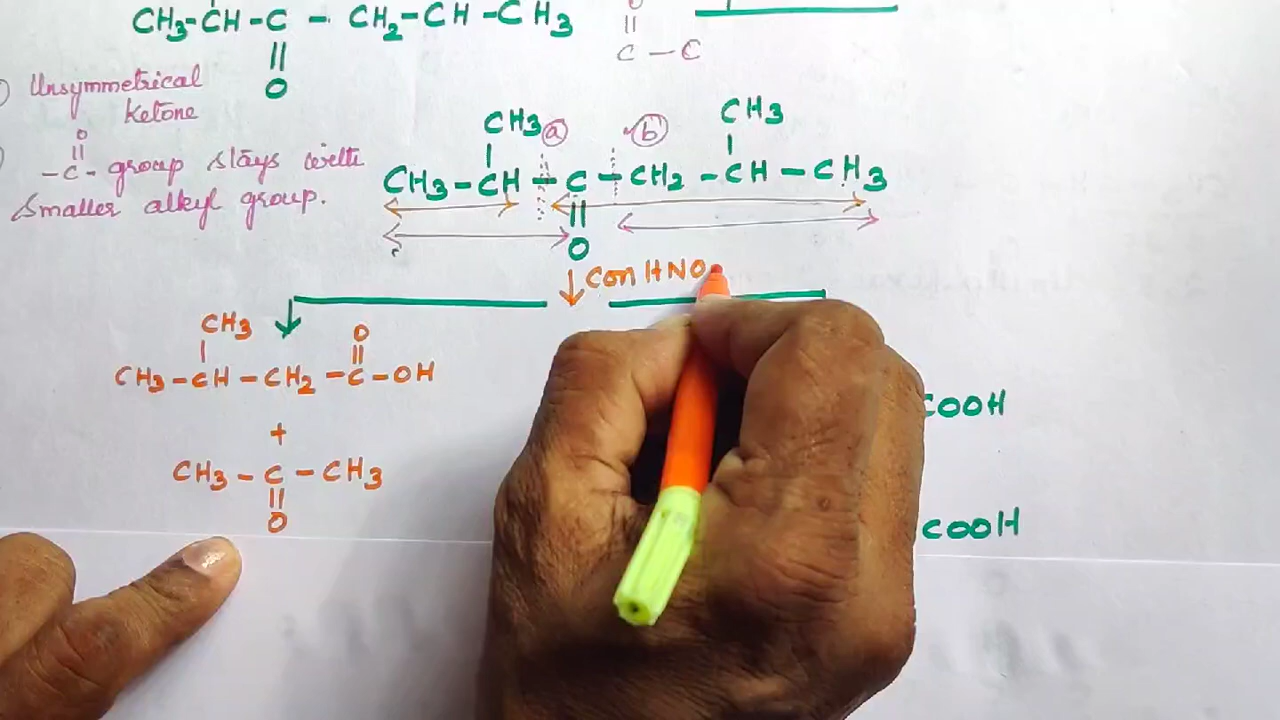 CH3-CH-C - CH2-CH-CH3
||
O
O
||
C - C
Unsymmetrical
Ketone
O
||
-C- group stays with
smaller alkyl group.
CH3 a b CH3
| |
CH3-CH-C-CH2-CH-CH3
||
O
Con HNO
CH3 O
| ||
CH3-CH-CH2-C-OH
+
CH3-C-CH3
||
O
COOH
COOH